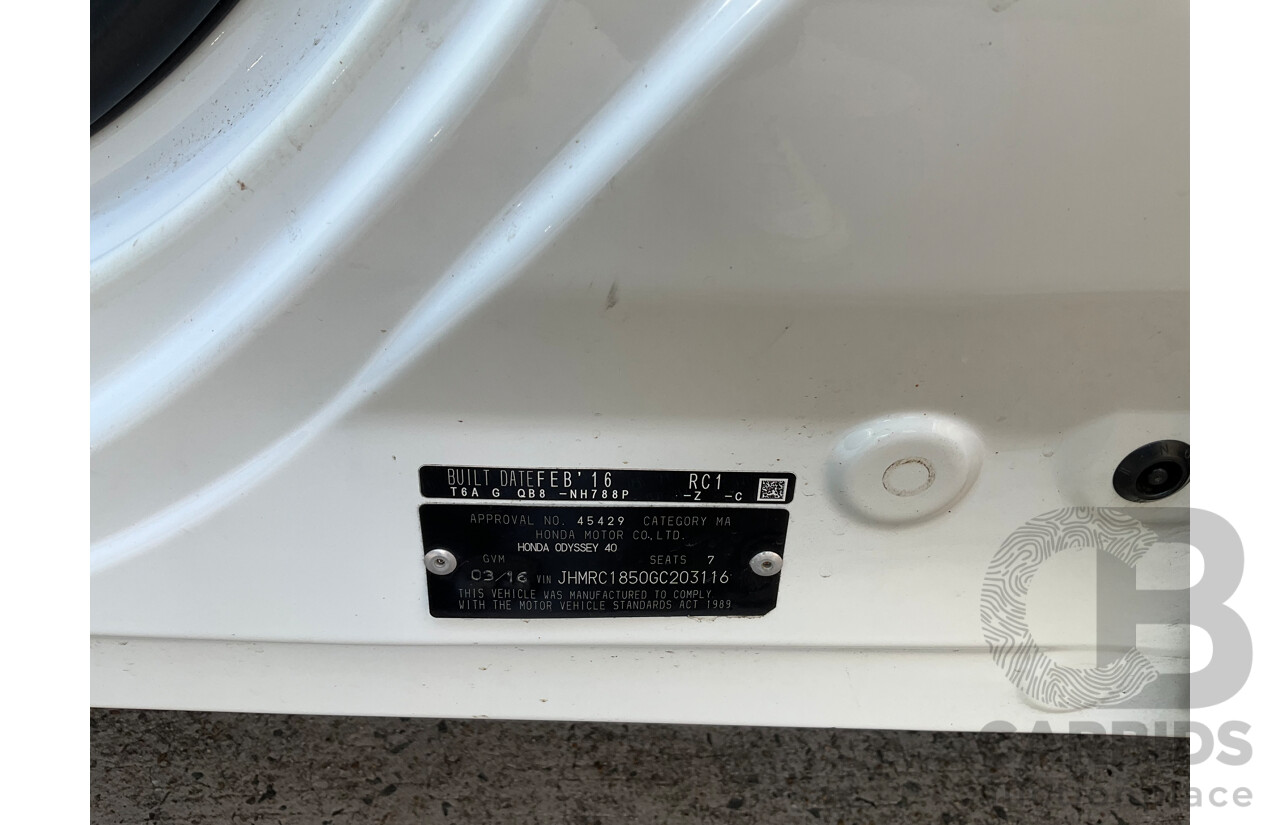 BUILT DATE FEB'16 RC1
T6A G QB8 -NH788P -Z -C
APPROVAL NO. 45429 CATEGORY MA
HONDA MOTOR CO.,LTD.
HONDA ODYSSEY 40
GVM SEATS 7
03/16 VIN JHMRC1850GC203116
THIS VEHICLE WAS MANUFACTURED TO COMPLY
WITH THE MOTOR VEHICLE STANDARDS ACT 1989
CB
CARBIDS